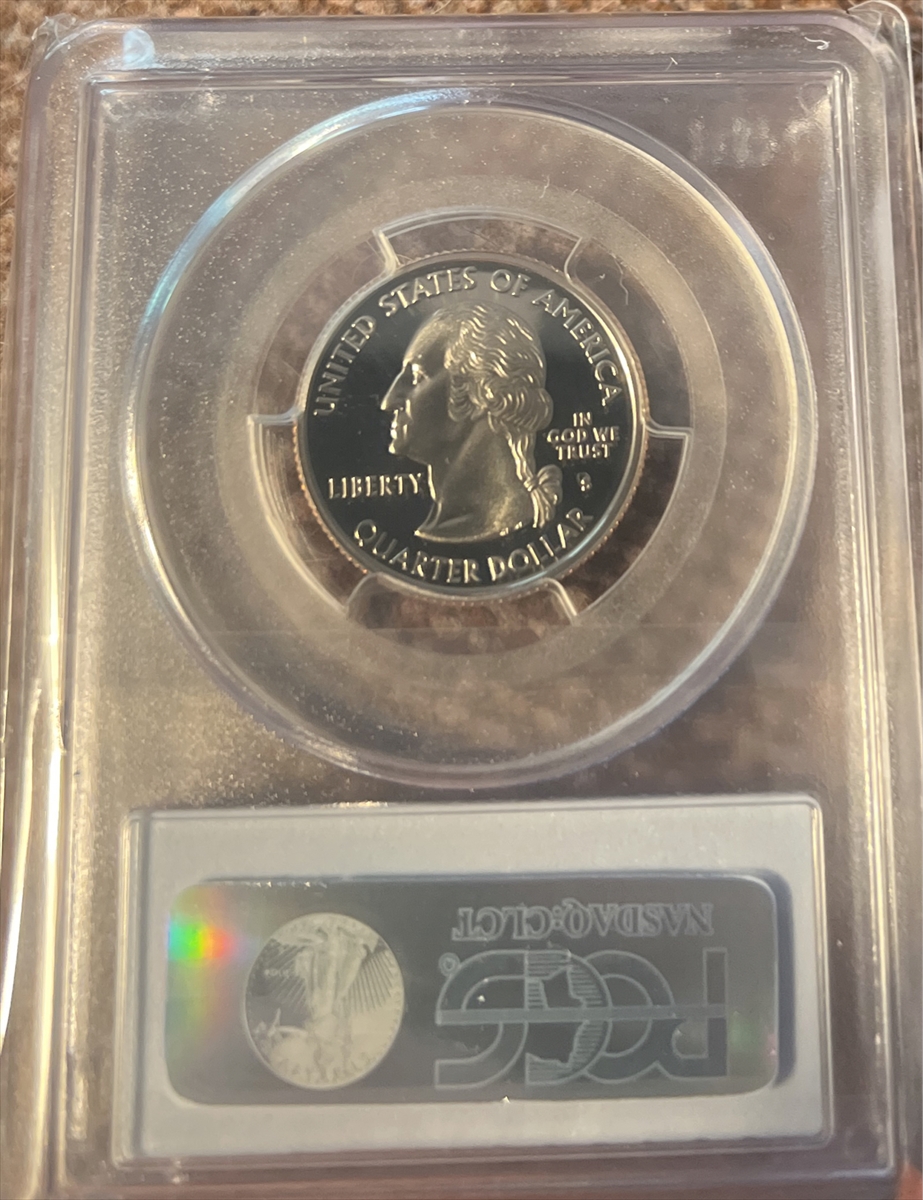 UNITED STATES OF AMERICA
IN
GOD WE
TRUST
LIBERTY
S
QUARTER DOLLAR
NASDAQ:CLCT
PCGS